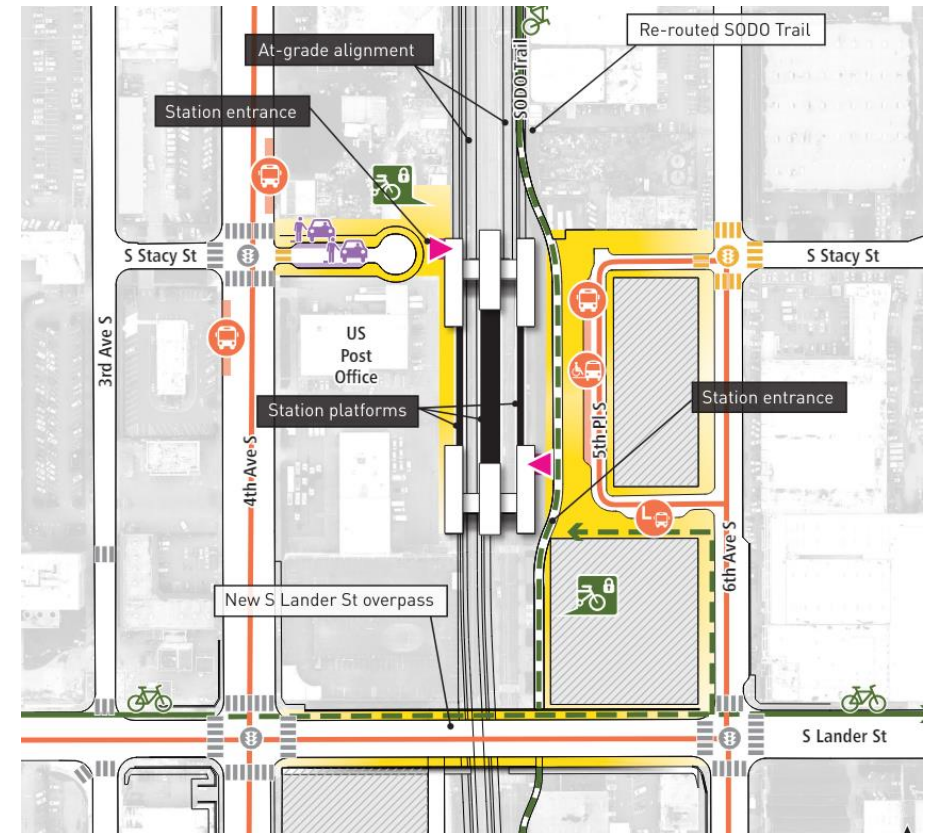 Re-routed SODO Trail
At-grade alignment
SODO Trail
Station entrance
S Stacy St
S Stacy St
3rd Ave S
US
Post
Office
Station entrance
Station platforms
5th Pl S
4th Ave S
6th Ave S
New S Lander St overpass
S Lander St